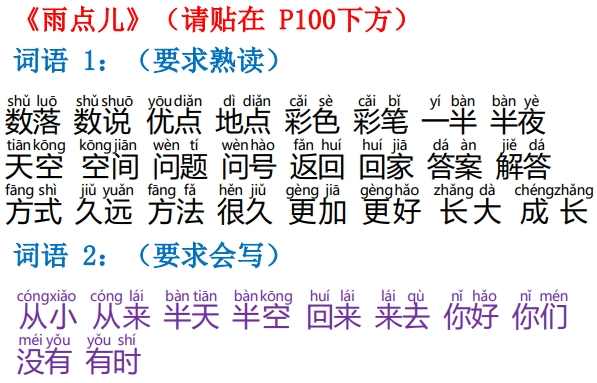 《雨点儿》（请贴在 P100下方）
词语 1：（要求熟读）
shǔ luō shǔ shuō yōu diǎn dì diǎn cǎi sè cǎi bǐ yí bàn bàn yè
数落 数说 优点 地点 彩色 彩笔 一半 半夜
tiān kōng kōng jiān wèn tí wèn hào fǎn huí huí jiā dá àn jiě dá
天空 空间 问题 问号 返回 回家 答案 解答
fāng shì jiǔ yuǎn fāng fǎ hěn jiǔ gèng jiā gèng hǎo zhǎng dà chéngzhǎng
方式 久远 方法 很久 更加 更好 长大 成长
词语 2：（要求会写）
cóngxiǎo cóng lái bàn tiān bàn kōng huí lái lái qù nǐ hǎo nǐ mén
从小 从来 半天 半空 回来 来去 你好 你们
méi yǒu yǒu shí
没有 有时